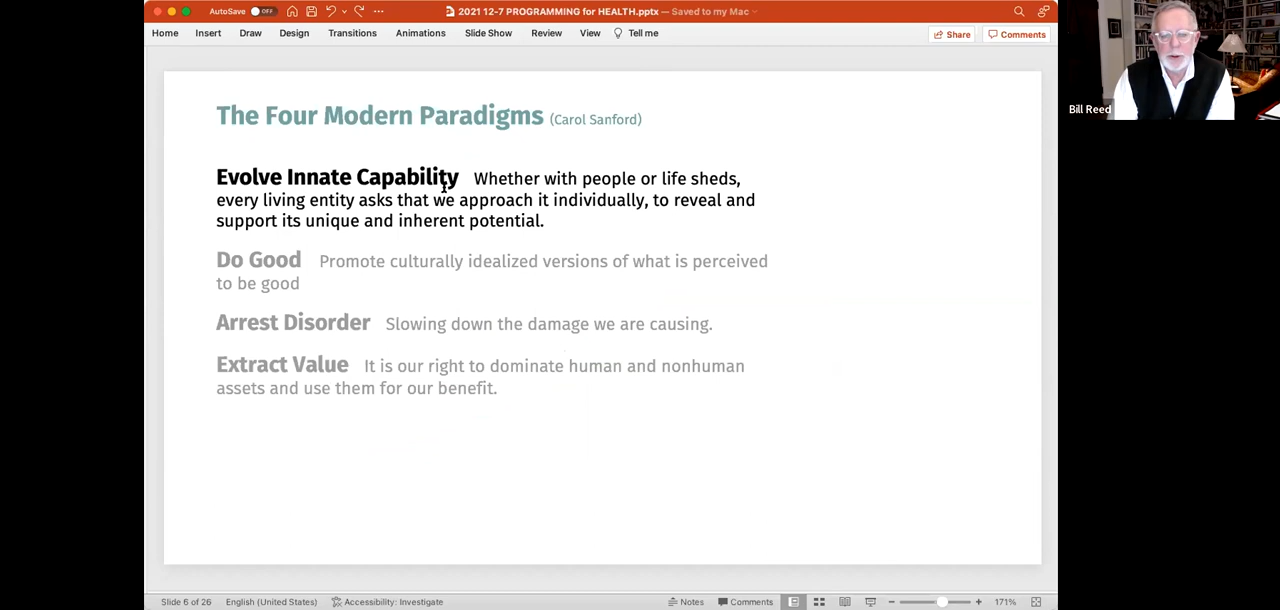 AutoSave OFF
2021 12-7 PROGRAMMING for HEALTH.pptx — Saved to my Mac
Home Insert Draw Design Transitions Animations Slide Show Review View Tell me
Share Comments
Bill Reed
The Four Modern Paradigms (Carol Sanford)
Evolve Innate Capability Whether with people or life sheds,
every living entity asks that we approach it individually, to reveal and
support its unique and inherent potential.
Do Good Promote culturally idealized versions of what is perceived
to be good
Arrest Disorder Slowing down the damage we are causing.
Extract Value It is our right to dominate human and nonhuman
assets and use them for our benefit.
Slide 6 of 26 English (United States) Accessibility: Investigate Notes Comments 171%